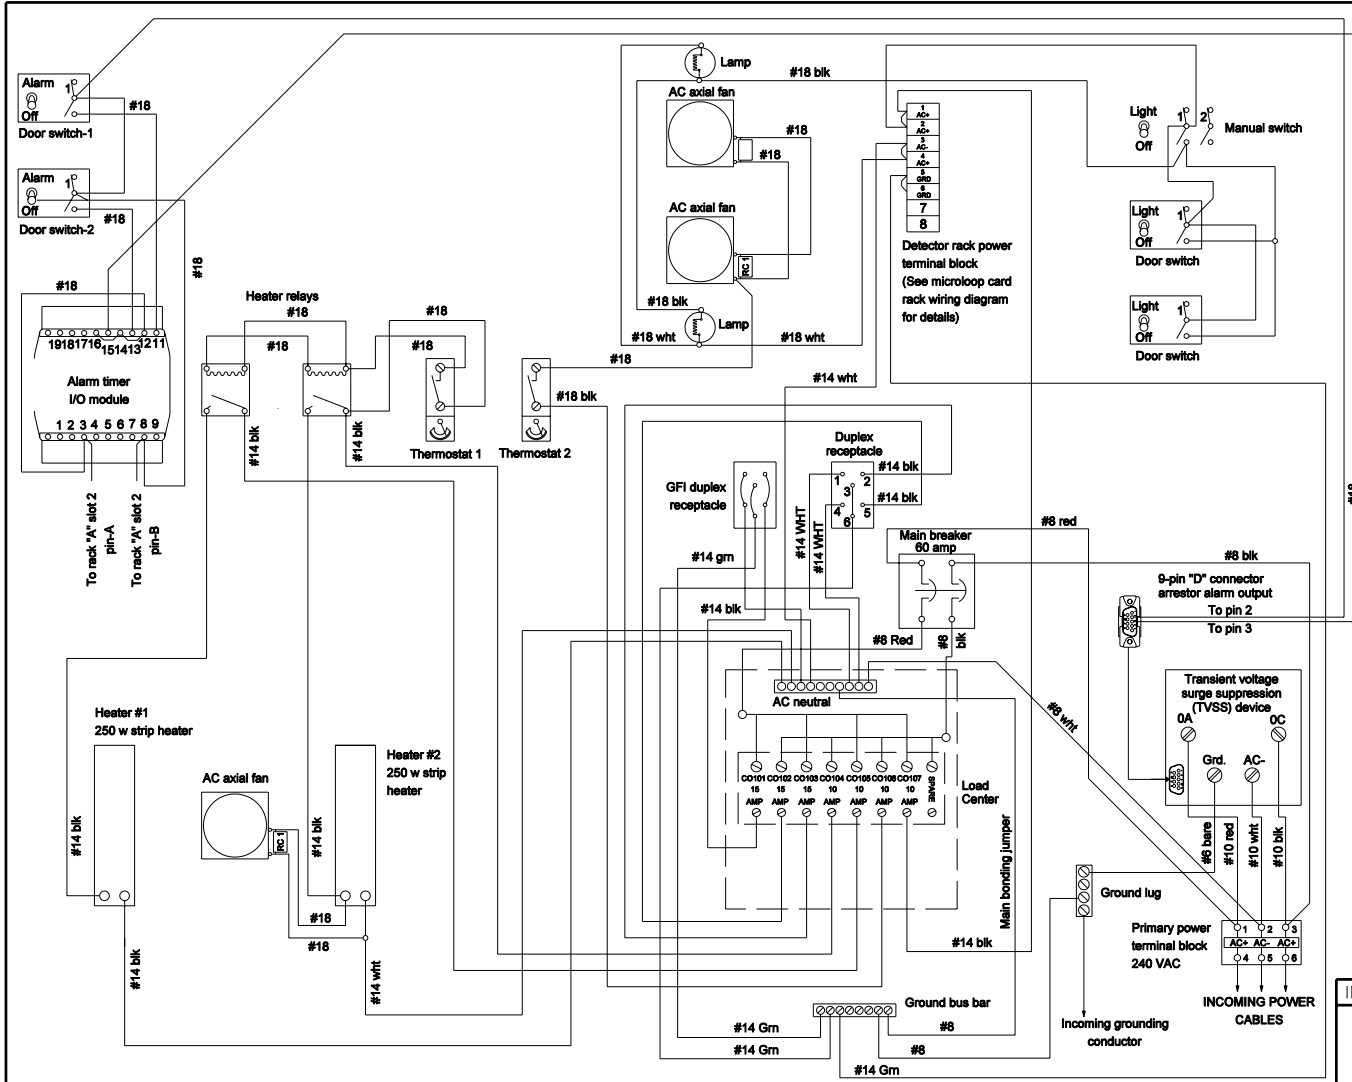 Alarm
1
Off
#18
Door switch-1
Alarm
1
Off
#18
Door switch-2
#18
#18
19 18 17 16 15 14 13 12 11
Alarm timer
I/O module
1 2 3 4 5 6 7 8 9
To rack "A" slot 2
pin-A
To rack "A" slot 2
pin-B
Heater relays
#18
#18
#18
#18
#14 blk
#14 blk
Thermostat 1
Thermostat 2
#18
#18 blk
Lamp
AC axial fan
#18
#18
AC axial fan
RC 1
#18 blk
Lamp
#18 wht
#18 wht
#18 blk
1
AC+
2
AC+
3
AC-
4
AC+
5
GRD
6
GRD
7
8
Detector rack power
terminal block
(See microloop card
rack wiring diagram
for details)
Light
1
2
Off
Manual switch
Light
1
Off
Door switch
Light
1
Off
Door switch
#14 wht
Duplex
receptacle
#14 blk
1
2
3
4
5
6
#14 blk
GFI duplex
receptacle
#14 WHT
#14 WHT
#14 grn
#14 blk
Main breaker
60 amp
#8 red
#8 blk
#8 Red
#8
blk
9-pin "D" connector
arrestor alarm output
To pin 2
To pin 3
#18
Transient voltage
surge suppression
(TVSS) device
0A
0C
Grd.
AC-
#6 bare
#10 red
#10 wht
#10 blk
#8 wht
AC neutral
CO101 CO102 CO103 CO104 CO105 CO106 CO107 SPARE
15 15 15 10 10 10 10
AMP AMP AMP AMP AMP AMP AMP
Load
Center
Main bonding jumper
Ground lug
Heater #1
250 w strip heater
#14 blk
AC axial fan
RC 1
#14 blk
Heater #2
250 w strip
heater
#18
#18
#14 blk
#14 wht
#14 blk
Primary power
terminal block
240 VAC
1 2 3
AC+ AC- AC+
4 5 6
INCOMING POWER
CABLES
Ground bus bar
#14 Grn
#14 Grn
#8
#8
#14 Grn
Incoming grounding
conductor